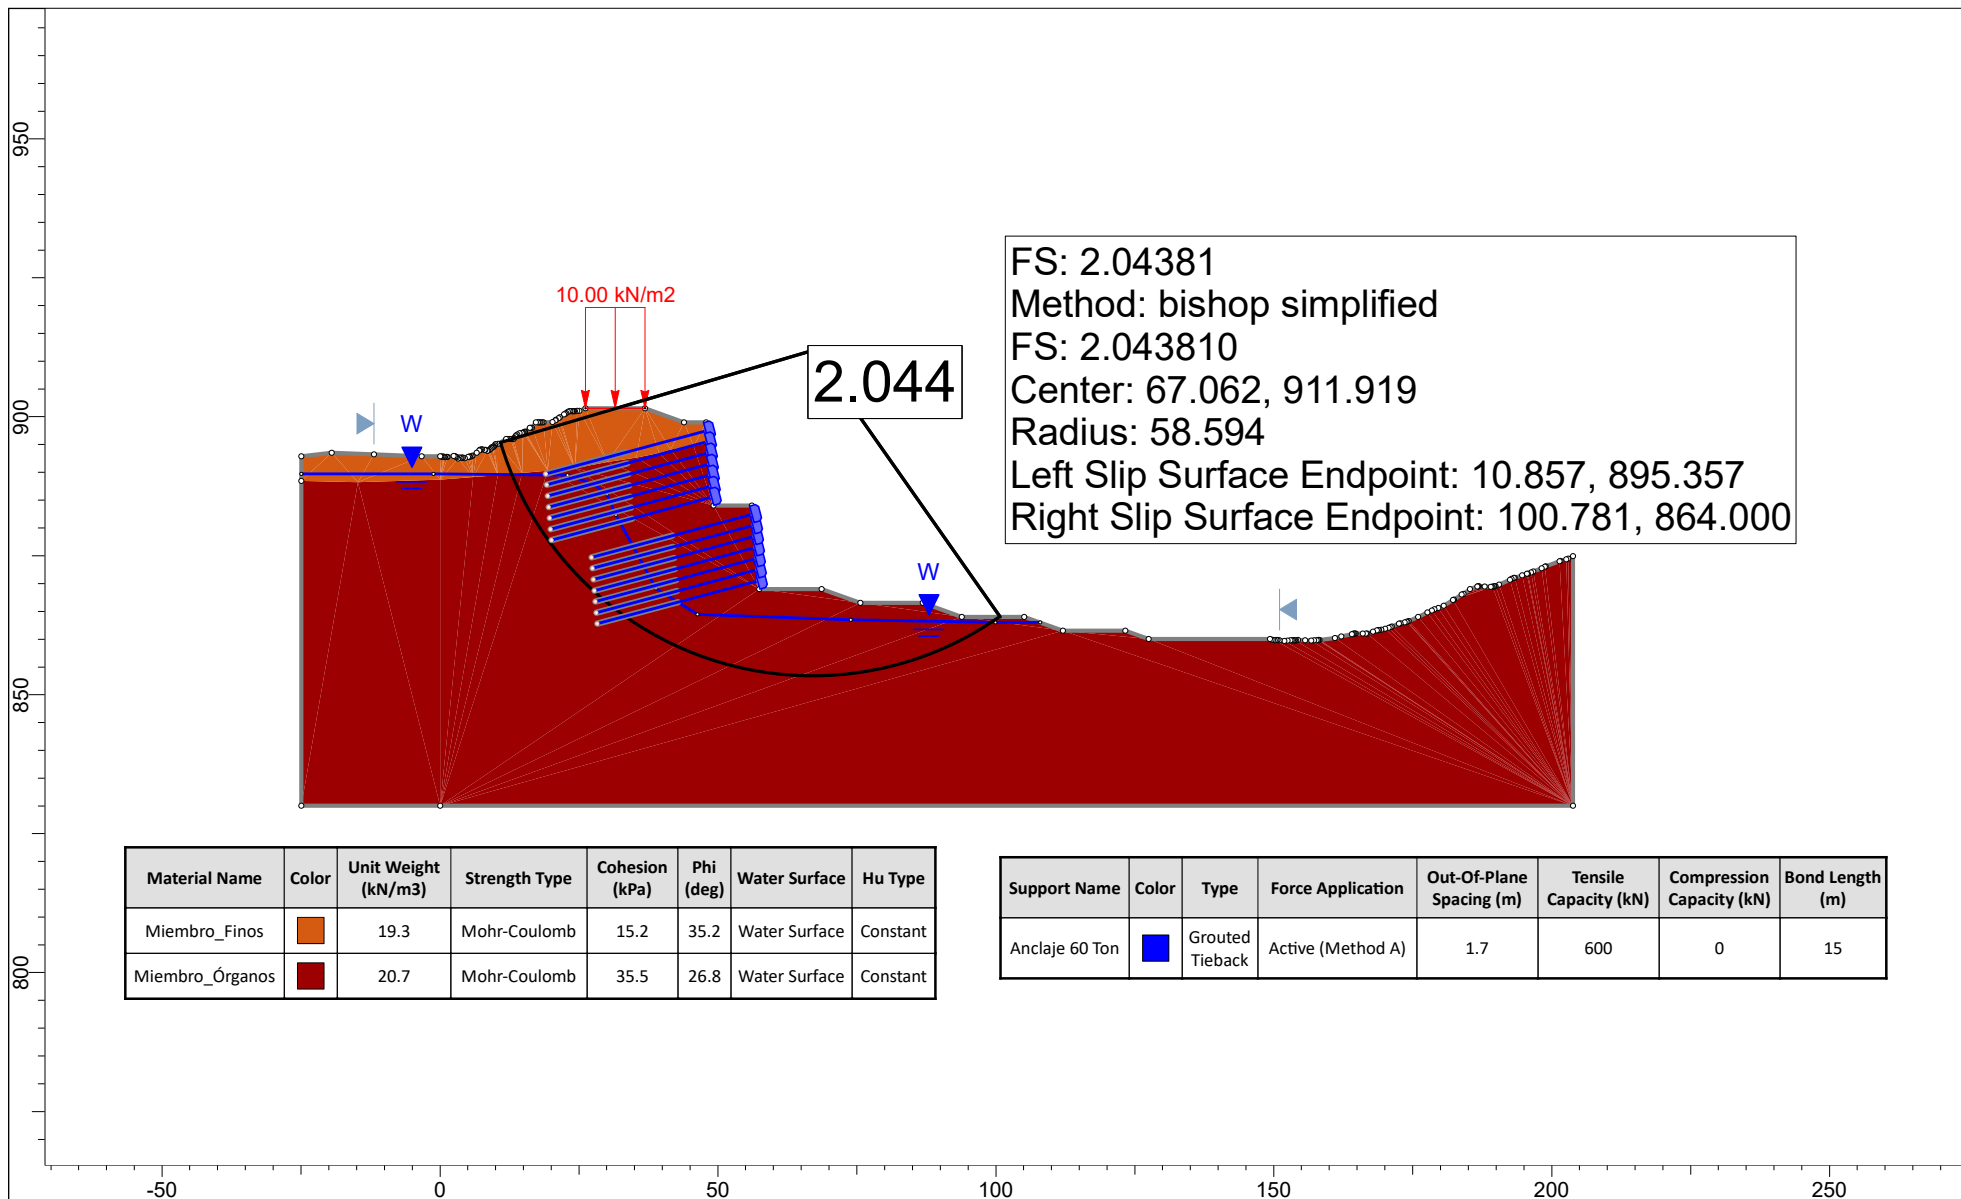 950
900
850
800
-50
0
50
100
150
200
250
10.00 kN/m2
W
W
2.044
FS: 2.04381
Method: bishop simplified
FS: 2.043810
Center: 67.062, 911.919
Radius: 58.594
Left Slip Surface Endpoint: 10.857, 895.357
Right Slip Surface Endpoint: 100.781, 864.000
Material Name Color Unit Weight (kN/m3) Strength Type Cohesion (kPa) Phi (deg) Water Surface Hu Type
Miembro_Finos 19.3 Mohr-Coulomb 15.2 35.2 Water Surface Constant
Miembro_Órganos 20.7 Mohr-Coulomb 35.5 26.8 Water Surface Constant
Support Name Color Type Force Application Out-Of-Plane Spacing (m) Tensile Capacity (kN) Compression Capacity (kN) Bond Length (m)
Anclaje 60 Ton Grouted Tieback Active (Method A) 1.7 600 0 15